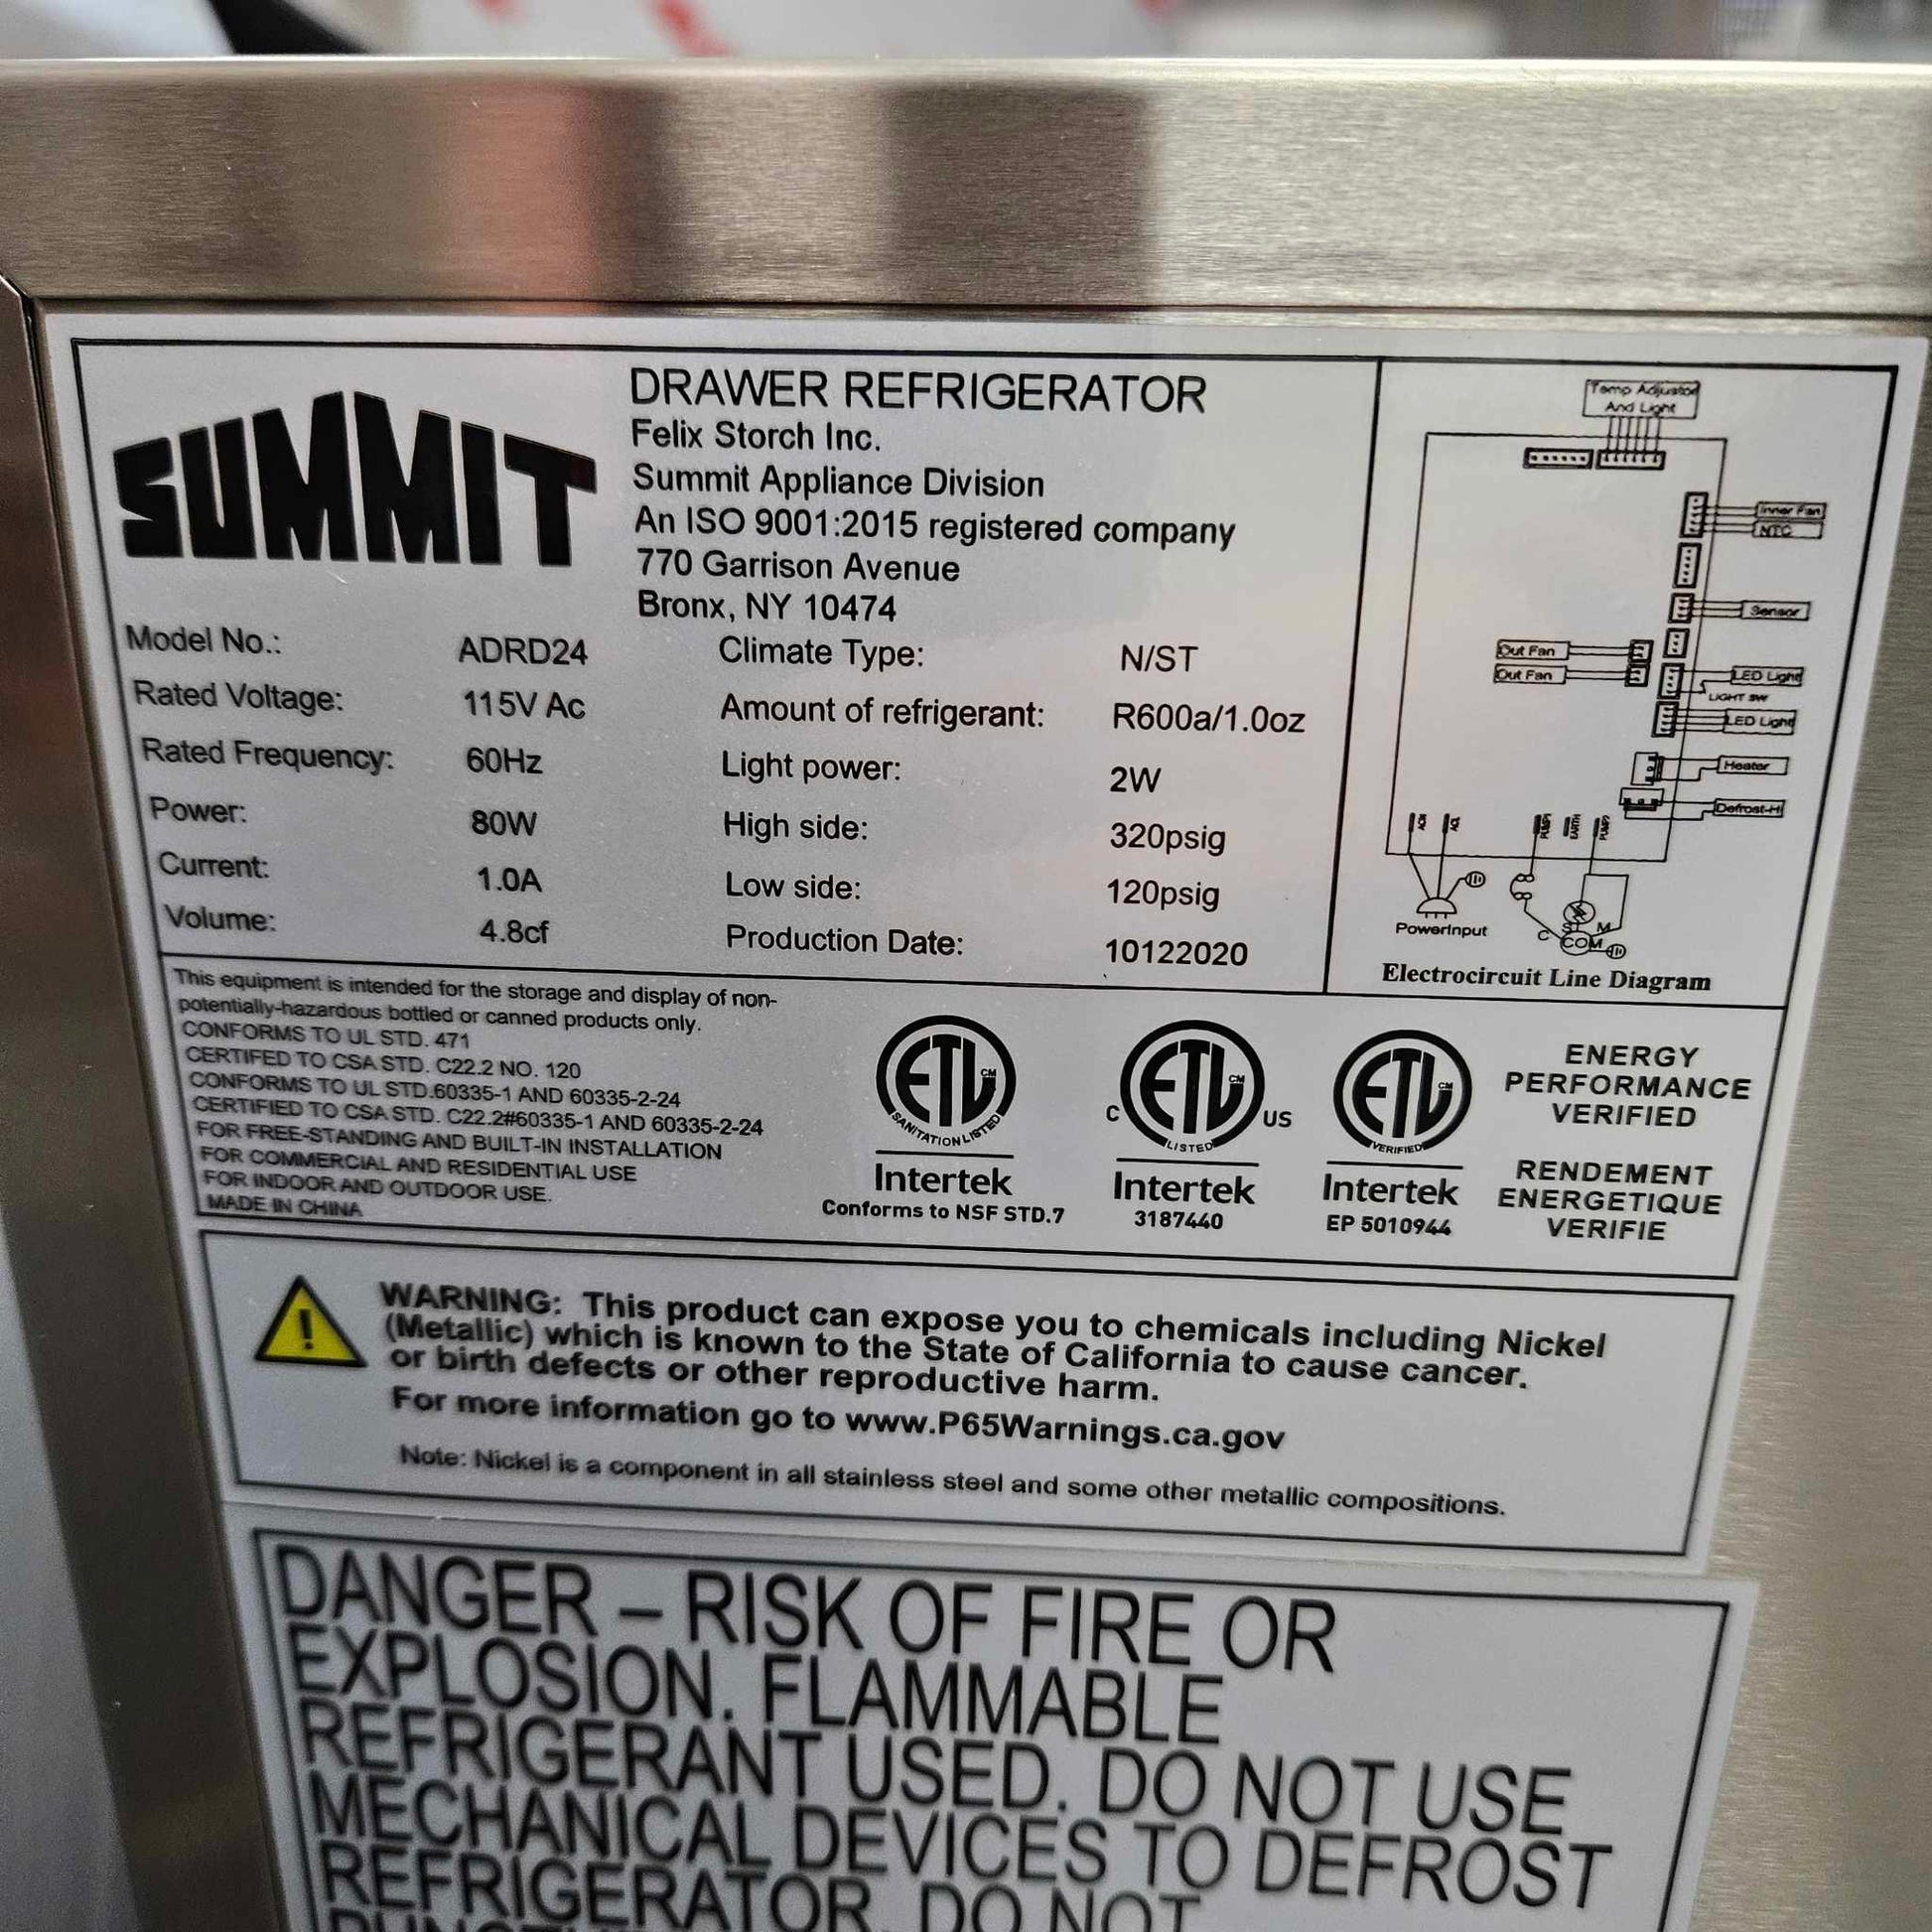 SUMMIT
DRAWER REFRIGERATOR
Felix Storch Inc.
Summit Appliance Division
An ISO 9001:2015 registered company
770 Garrison Avenue
Bronx, NY 10474
Model No.: ADRD24
Rated Voltage: 115V Ac
Rated Frequency: 60Hz
Power: 80W
Current: 1.0A
Volume: 4.8cf
Climate Type: N/ST
Amount of refrigerant: R600a/1.0oz
Light power: 2W
High side: 320psig
Low side: 120psig
Production Date: 10122020
Temp Adjustor
And Light
Inner Fan
NTC
Sensor
Out Fan
Out Fan
LED Light
LIGHT SW
LED Light
Heater
Defrost-H
EARTH
PowerInput
C
M
COM
Electrocircuit Line Diagram
This equipment is intended for the storage and display of non-
potentially-hazardous bottled or canned products only.
CONFORMS TO UL STD. 471
CERTIFED TO CSA STD. C22.2 NO. 120
CONFORMS TO UL STD.60335-1 AND 60335-2-24
CERTIFIED TO CSA STD. C22.2#60335-1 AND 60335-2-24
FOR FREE-STANDING AND BUILT-IN INSTALLATION
FOR COMMERCIAL AND RESIDENTIAL USE
FOR INDOOR AND OUTDOOR USE.
MADE IN CHINA
ETL CM
SANITATION LISTED
Intertek
Conforms to NSF STD.7
C ETL CM US
LISTED
Intertek
3187440
ETL CM
VERIFIED
Intertek
EP 5010944
ENERGY
PERFORMANCE
VERIFIED
RENDEMENT
ENERGETIQUE
VERIFIE
WARNING: This product can expose you to chemicals including Nickel
(Metallic) which is known to the State of California to cause cancer.
or birth defects or other reproductive harm.
For more information go to www.P65Warnings.ca.gov
Note: Nickel is a component in all stainless steel and some other metallic compositions.
DANGER – RISK OF FIRE OR
EXPLOSION. FLAMMABLE
REFRIGERANT USED. DO NOT USE
MECHANICAL DEVICES TO DEFROST
REFRIGERATOR. DO NOT